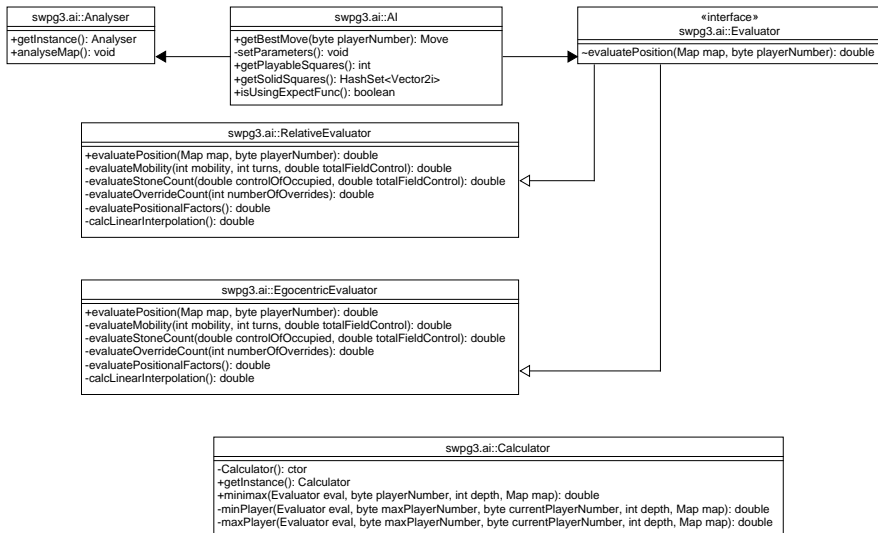 swpg3.ai::Analyser
+getInstance(): Analyser
+analyseMap(): void
swpg3.ai::AI
+getBestMove(byte playerNumber): Move
-setParameters(): void
+getPlayableSquares(): int
+getSolidSquares(): HashSet<Vector2i>
+isUsingExpectFunc(): boolean
«interface»
swpg3.ai::Evaluator
~evaluatePosition(Map map, byte playerNumber): double
swpg3.ai::RelativeEvaluator
+evaluatePosition(Map map, byte playerNumber): double
-evaluateMobility(int mobility, int turns, double totalFieldControl): double
-evaluateStoneCount(double controlOfOccupied, double totalFieldControl): double
-evaluateOverrideCount(int numberOfOverrides): double
-evaluatePositionalFactors(): double
-calcLinearInterpolation(): double
swpg3.ai::EgocentricEvaluator
+evaluatePosition(Map map, byte playerNumber): double
-evaluateMobility(int mobility, int turns, double totalFieldControl): double
-evaluateStoneCount(double controlOfOccupied, double totalFieldControl): double
-evaluateOverrideCount(int numberOfOverrides): double
-evaluatePositionalFactors(): double
-calcLinearInterpolation(): double
swpg3.ai::Calculator
-Calculator(): ctor
+getInstance(): Calculator
+minimax(Evaluator eval, byte playerNumber, int depth, Map map): double
-minPlayer(Evaluator eval, byte maxPlayerNumber, byte currentPlayerNumber, int depth, Map map): double
-maxPlayer(Evaluator eval, byte maxPlayerNumber, byte currentPlayerNumber, int depth, Map map): double